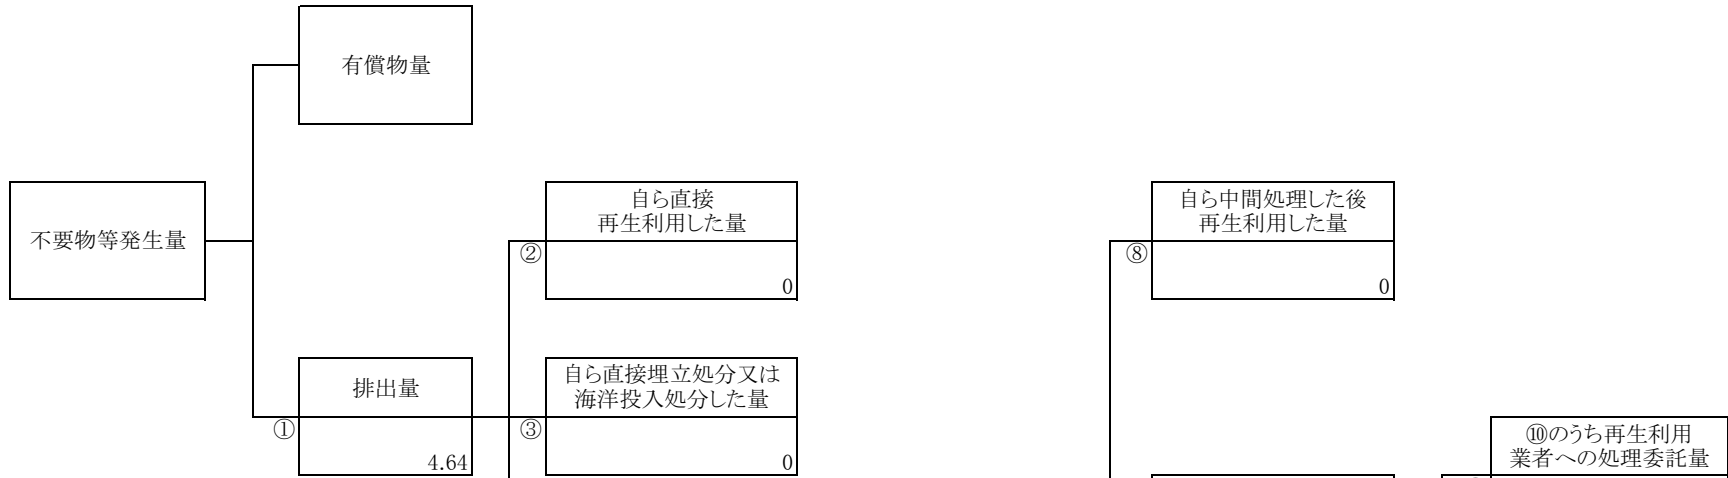 有償物量
不要物等発生量
自ら直接
再生利用した量
②
0
自ら中間処理した後
再生利用した量
⑧
0
排出量
①
4.64
自ら直接埋立処分又は
海洋投入処分した量
③
0
⑩のうち再生利用
業者への処理委託量